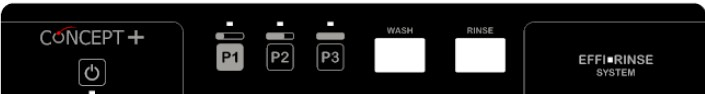 CONCEPT+
P1 P2 P3
WASH RINSE
EFFI▪RINSE
SYSTEM